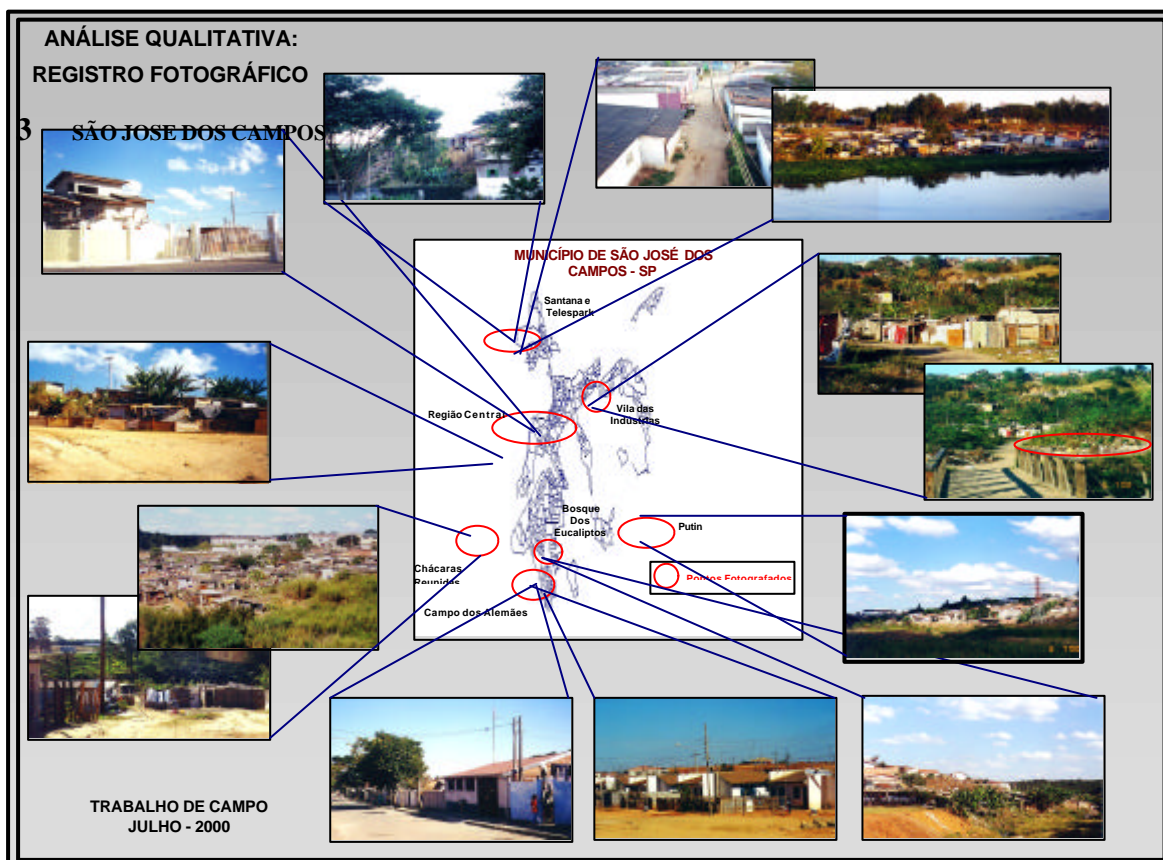 ANÁLISE QUALITATIVA:
REGISTRO FOTOGRÁFICO
3 SÃO JOSE DOS CAMPOS
MUNICÍPIO DE SÃO JOSÉ DOS
CAMPOS - SP
Santana e
Telespark
Região Central
Vila das
Industrias
Bosque
Dos
Eucaliptos
Putin
Chácaras
Reunidas
Pontos Fotografados
Campo dos Alemães
TRABALHO DE CAMPO
JULHO - 2000